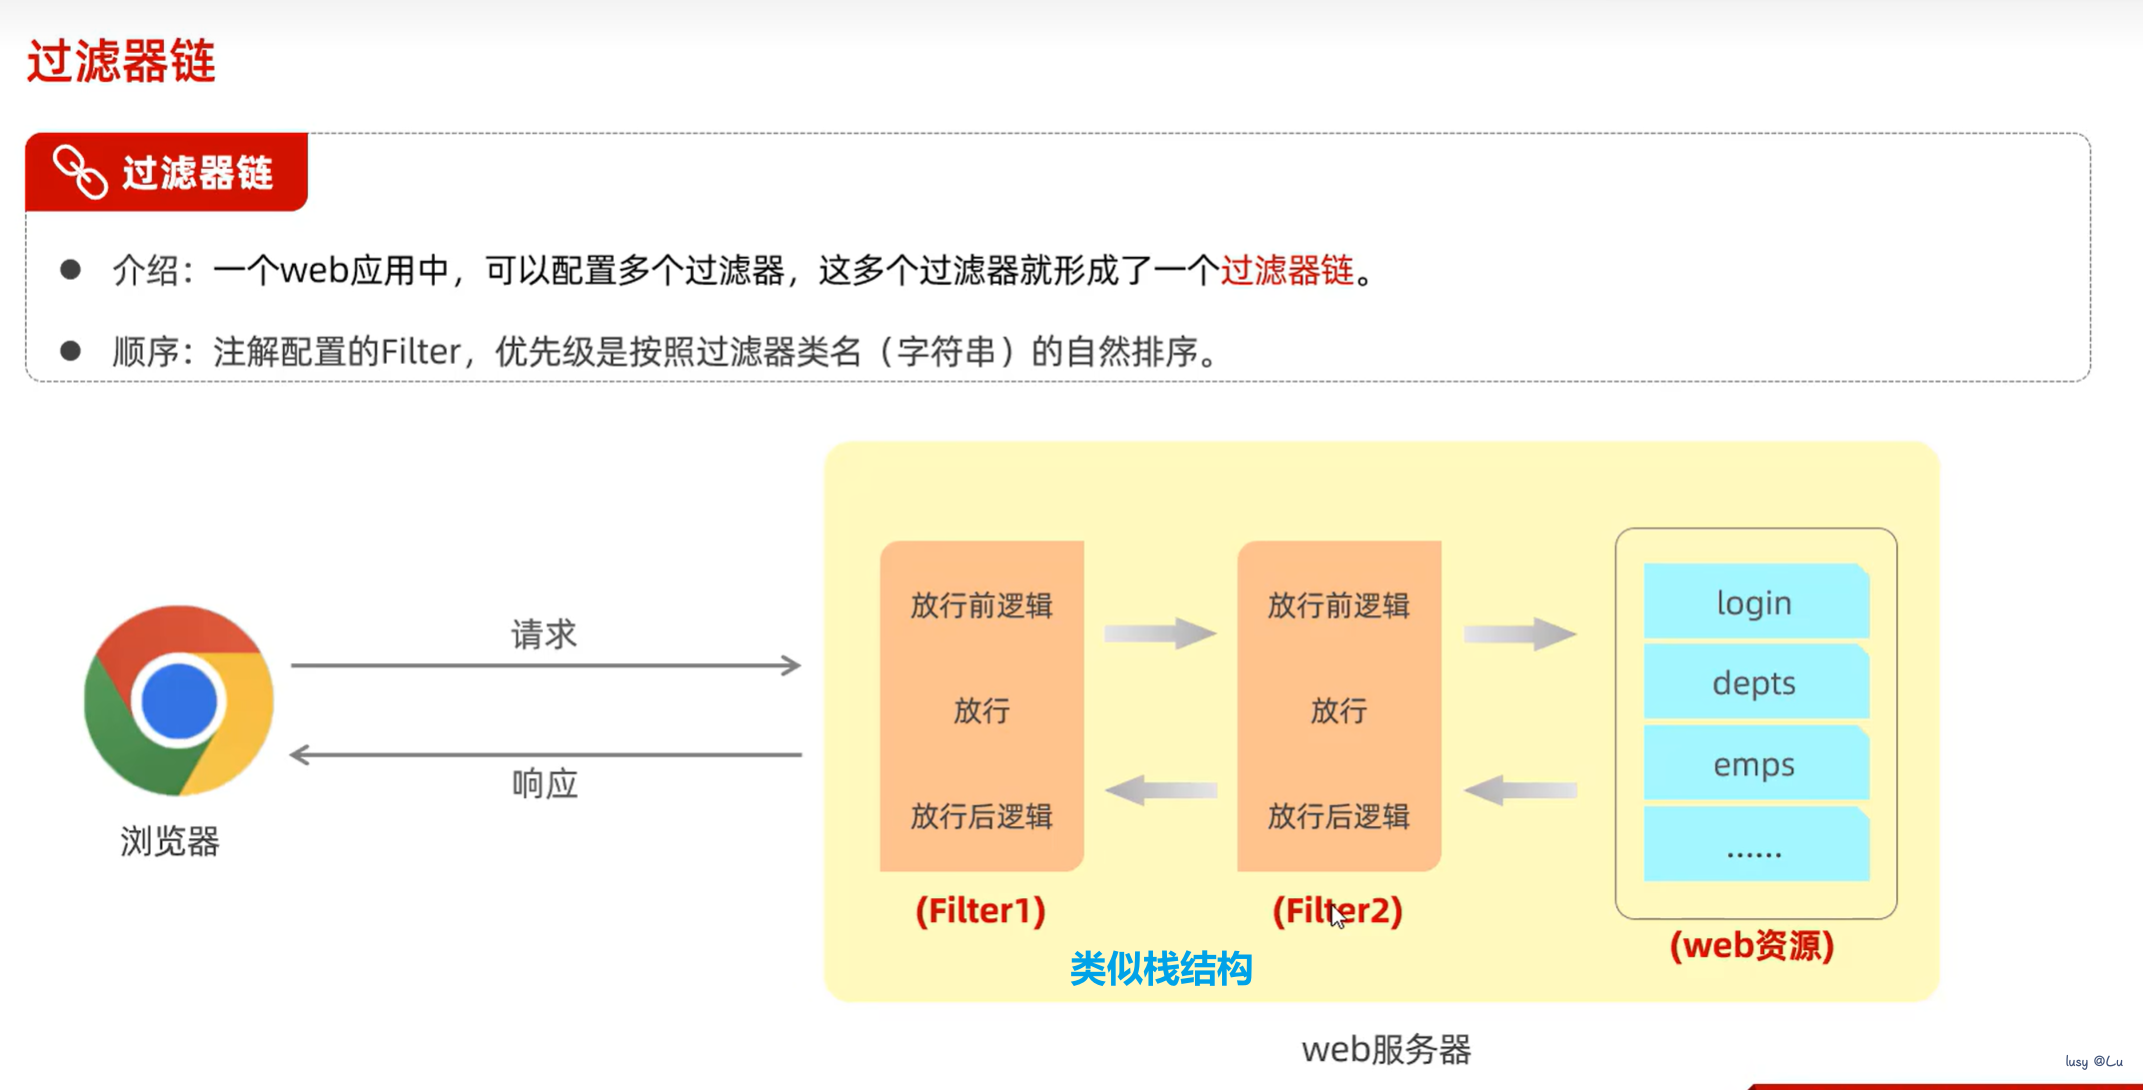 过滤器链
过滤器链
介绍：一个web应用中，可以配置多个过滤器，这多个过滤器就形成了一个过滤器链。
顺序：注解配置的Filter，优先级是按照过滤器类名（字符串）的自然排序。
请求
响应
浏览器
放行前逻辑
放行
放行后逻辑
(Filter1)
放行前逻辑
放行
放行后逻辑
(Filter2)
login
depts
emps
......
(web资源)
类似栈结构
web服务器
lusy @Lu